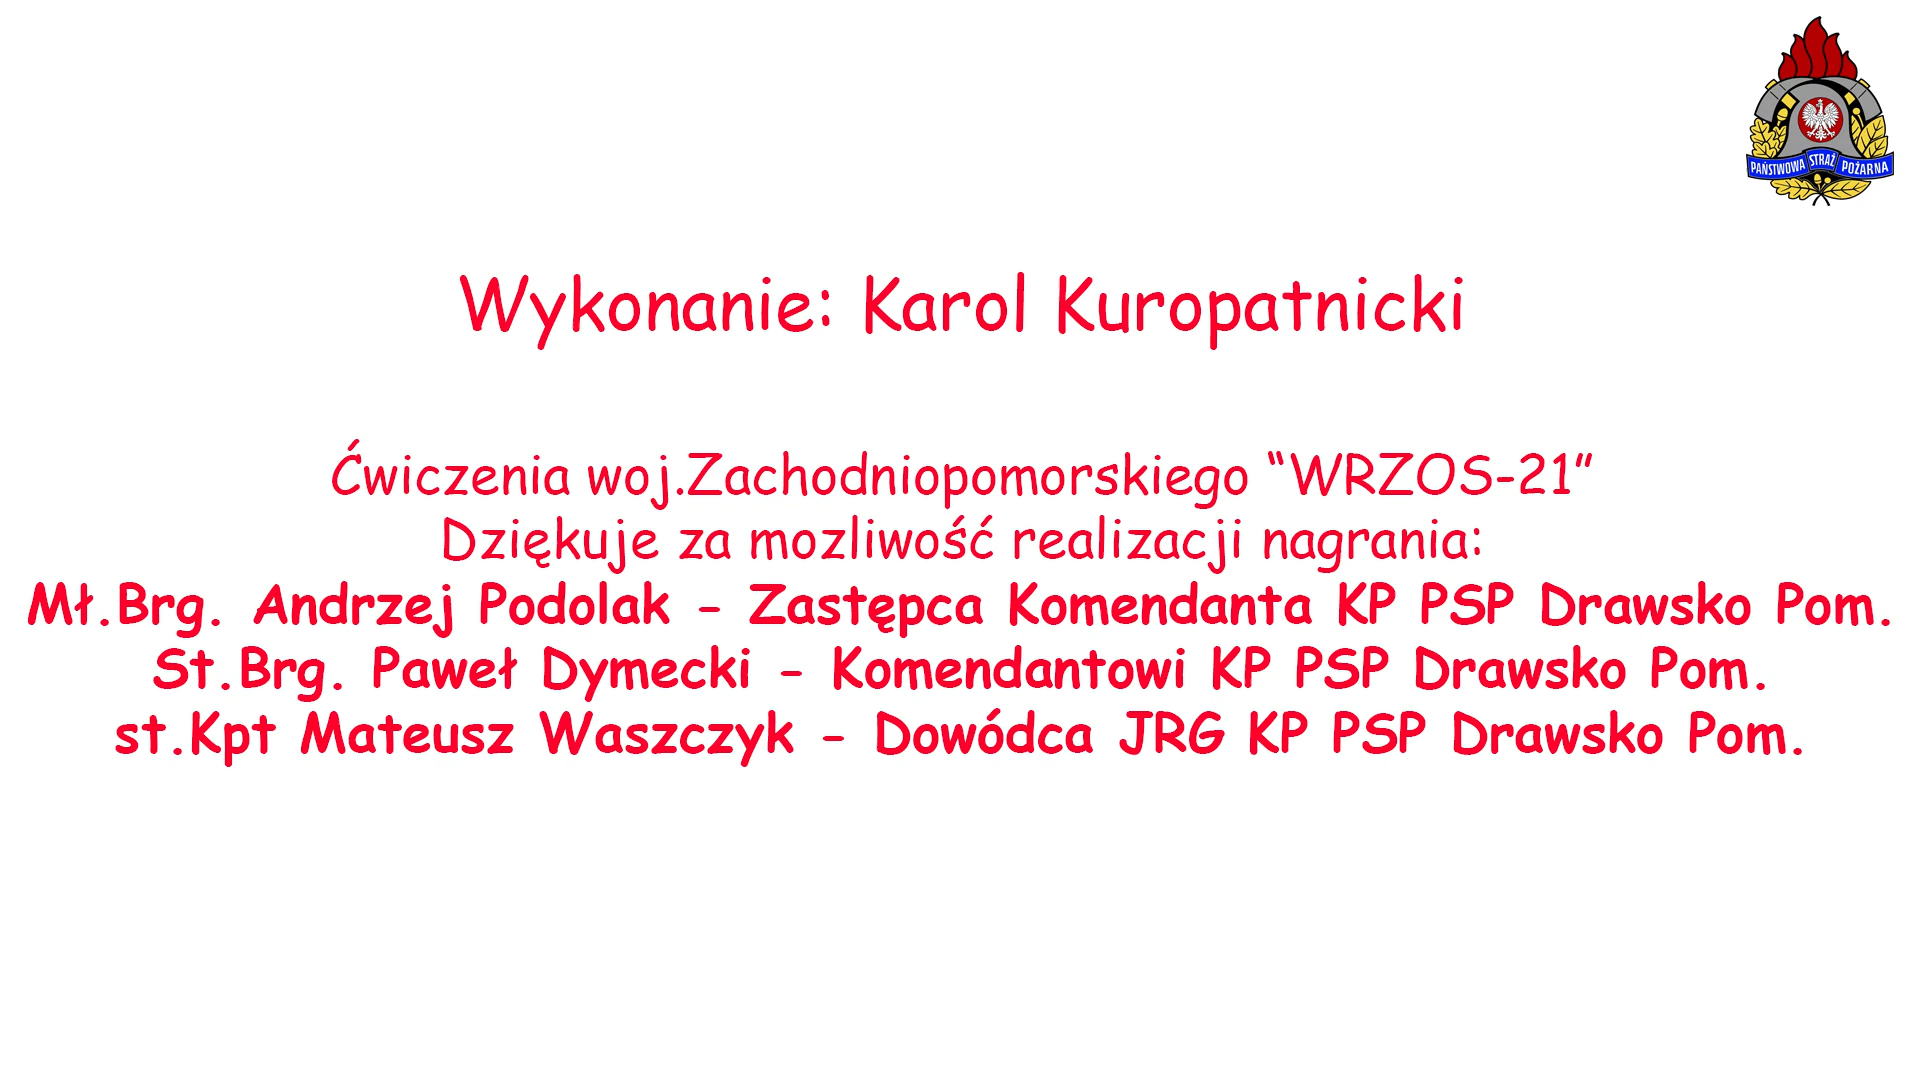 PAŃSTWOWA STRAŻ POŻARNA
Wykonanie: Karol Kuropatnicki
Ćwiczenia woj.Zachodniopomorskiego “WRZOS-21”
Dziękuje za mozliwość realizacji nagrania:
Mł.Brg. Andrzej Podolak - Zastępca Komendanta KP PSP Drawsko Pom.
St.Brg. Paweł Dymecki - Komendantowi KP PSP Drawsko Pom.
st.Kpt Mateusz Waszczyk - Dowódca JRG KP PSP Drawsko Pom.